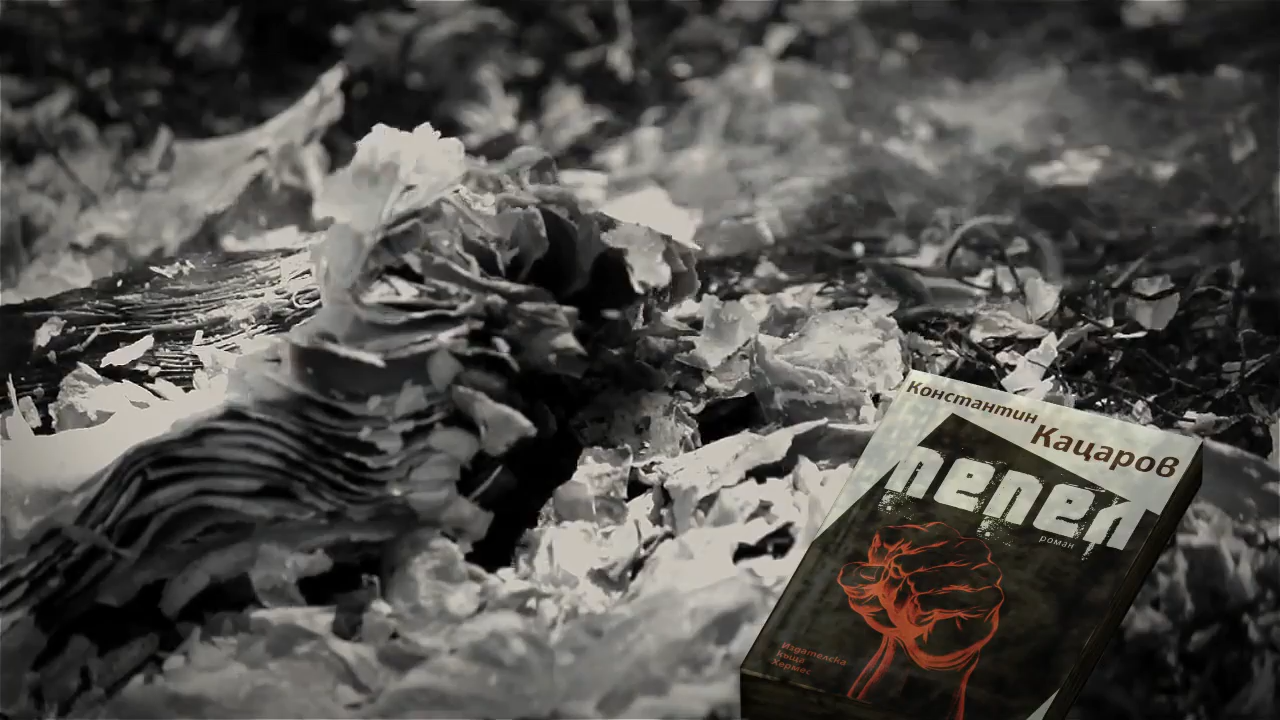 Константин
Кацаров
пепел
роман
Издателска
къща
Хермес